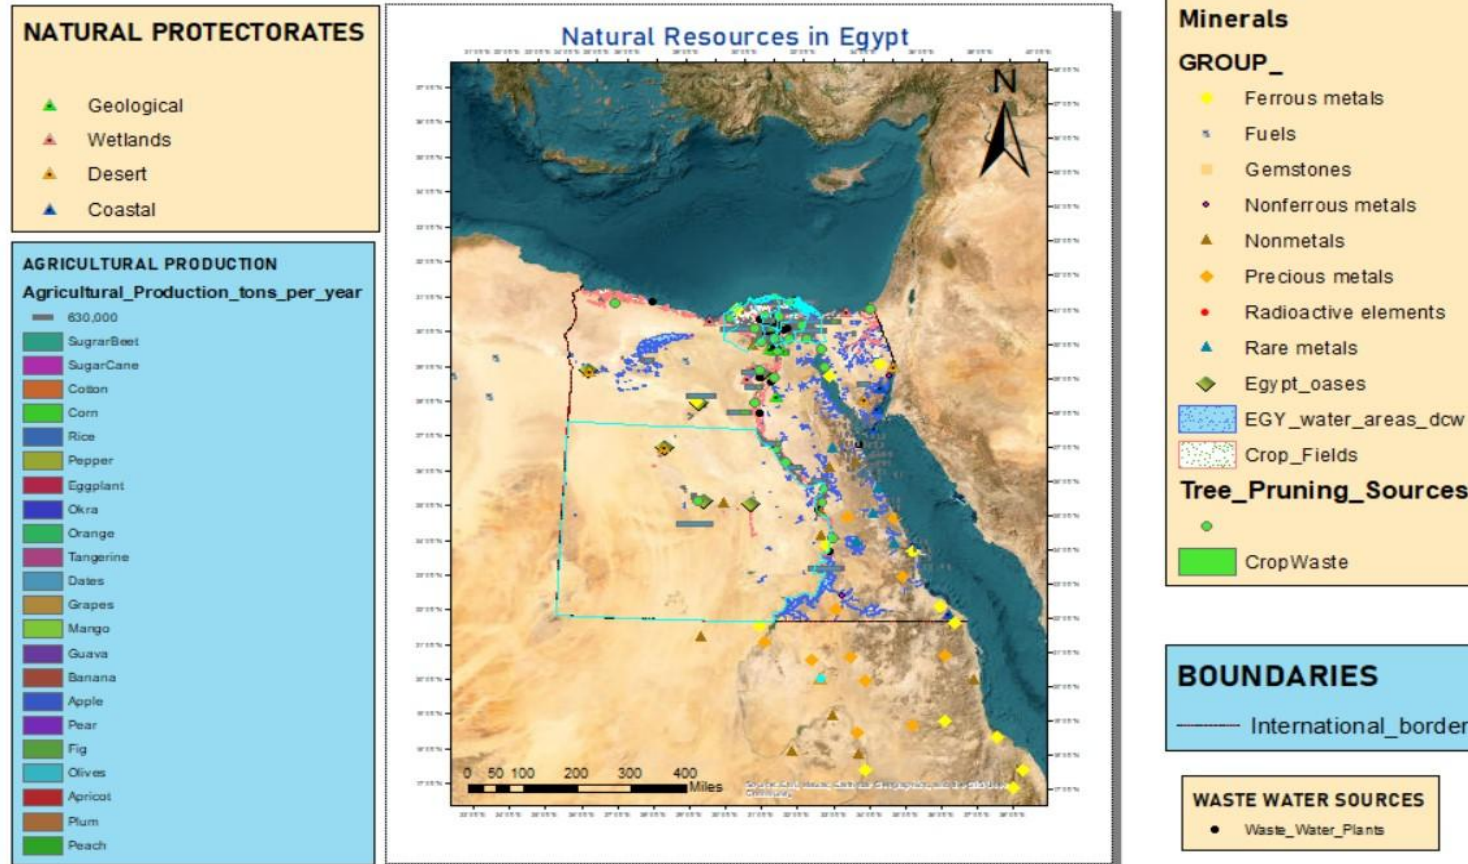 NATURAL PROTECTORATES
Geological
Wetlands
Desert
Coastal
AGRICULTURAL PRODUCTION
Agricultural_Production_tons_per_year
630,000
SugrarBeet
SugarCane
Cotton
Corn
Rice
Pepper
Eggplant
Okra
Orange
Tangerine
Dates
Grapes
Mango
Guava
Banana
Apple
Pear
Fig
Olives
Apricot
Plum
Peach
Natural Resources in Egypt
N
0 50 100 200 300 400
Miles
Minerals
GROUP_
Ferrous metals
Fuels
Gemstones
Nonferrous metals
Nonmetals
Precious metals
Radioactive elements
Rare metals
Egypt_oases
EGY_water_areas_dcw
Crop_Fields
Tree_Pruning_Sources
CropWaste
BOUNDARIES
International_border
WASTE WATER SOURCES
Waste_Water_Plants